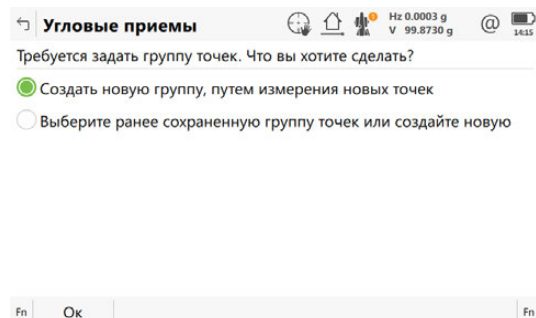 Угловые приемы
Hz 0.0003 g
V 99.8730 g
@
14:15
Требуется задать группу точек. Что вы хотите сделать?
Создать новую группу, путем измерения новых точек
Выберите ранее сохраненную группу точек или создайте новую
Fn Ок Fn